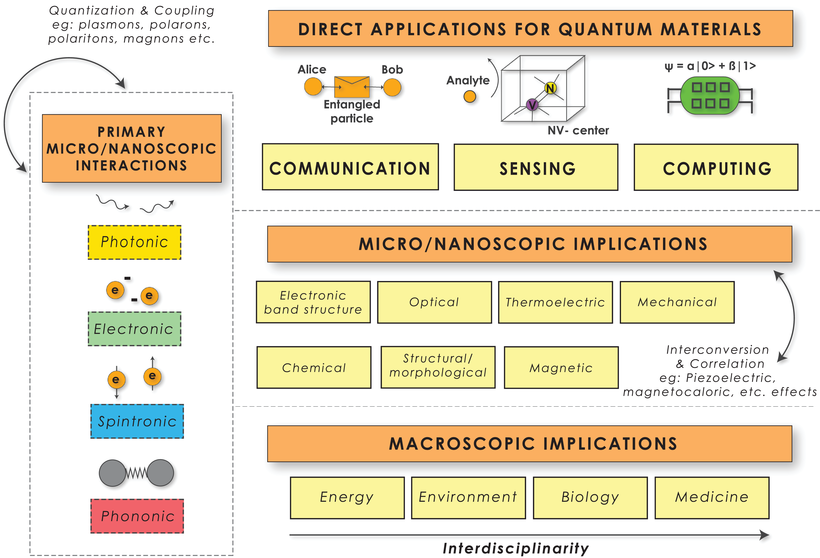 Quantization & Coupling
eg: plasmons, polarons,
polaritons, magnons etc.
PRIMARY
MICRO/NANOSCOPIC
INTERACTIONS
Photonic
e
e
Electronic
e
e
Spintronic
Phononic
DIRECT APPLICATIONS FOR QUANTUM MATERIALS
Alice
Bob
Entangled
particle
Analyte
N
V
NV- center
ψ = α|0> + ß|1>
COMMUNICATION
SENSING
COMPUTING
MICRO/NANOSCOPIC IMPLICATIONS
Electronic
band structure
Optical
Thermoelectric
Mechanical
Chemical
Structural/
morphological
Magnetic
Interconversion
& Correlation
eg: Piezoelectric,
magnetocaloric, etc. effects
MACROSCOPIC IMPLICATIONS
Energy
Environment
Biology
Medicine
Interdisciplinarity